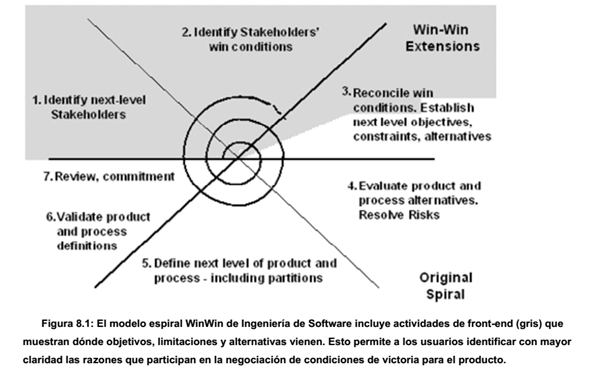 2. Identify Stakeholders'
win conditions
Win-Win
Extensions
1. Identify next-level
Stakeholders
3. Reconcile win
conditions. Establish
next level objectives,
constraints, alternatives
7. Review, commitment
4. Evaluate product and
process alternatives.
Resolve Risks
6. Validate product
and process
definitions
5. Define next level of product and
process - including partitions
Original
Spiral
Figura 8.1: El modelo espiral WinWin de Ingeniería de Software incluye actividades de front-end (gris) que
muestran dónde objetivos, limitaciones y alternativas vienen. Esto permite a los usuarios identificar con mayor
claridad las razones que participan en la negociación de condiciones de victoria para el producto.